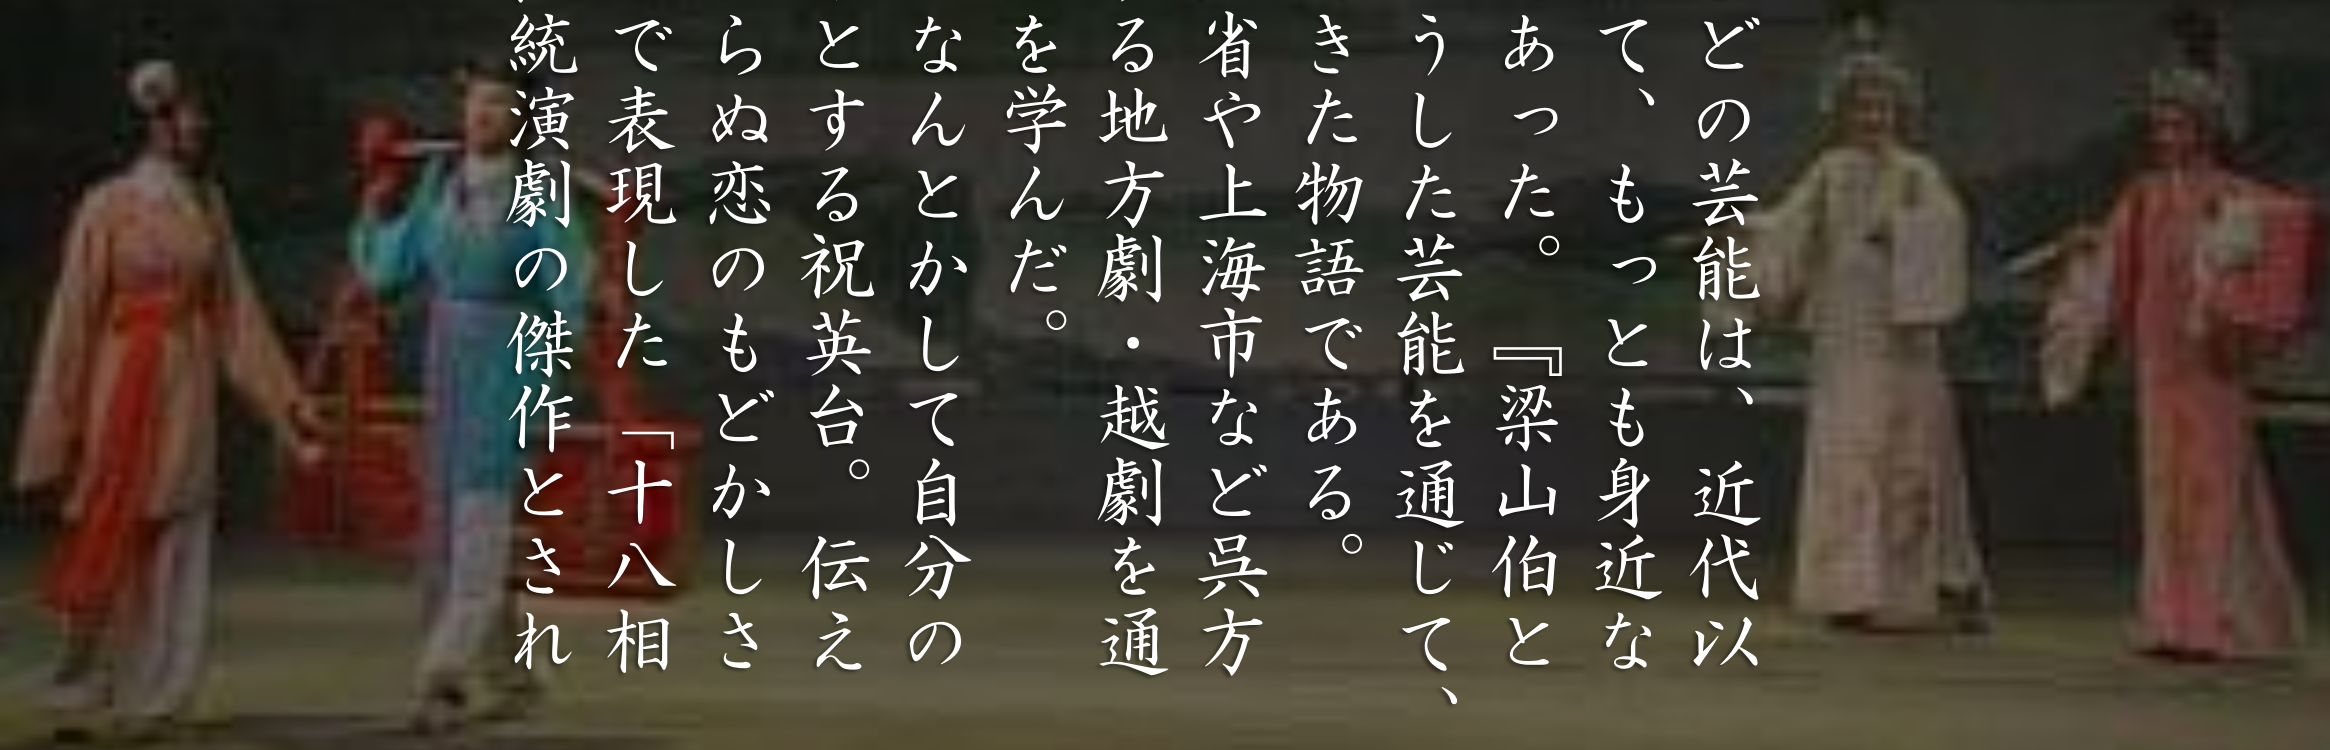 どの芸能は、近代以
て、もっとも身近な
あった。『梁山伯と
うした芸能を通じて、
きた物語である。
省や上海市など呉方
る地方劇・越劇を通
を学んだ。
なんとかして自分の
とする祝英台。伝え
らぬ恋のもどかしさ
で表現した「十八相
統演劇の傑作とされ